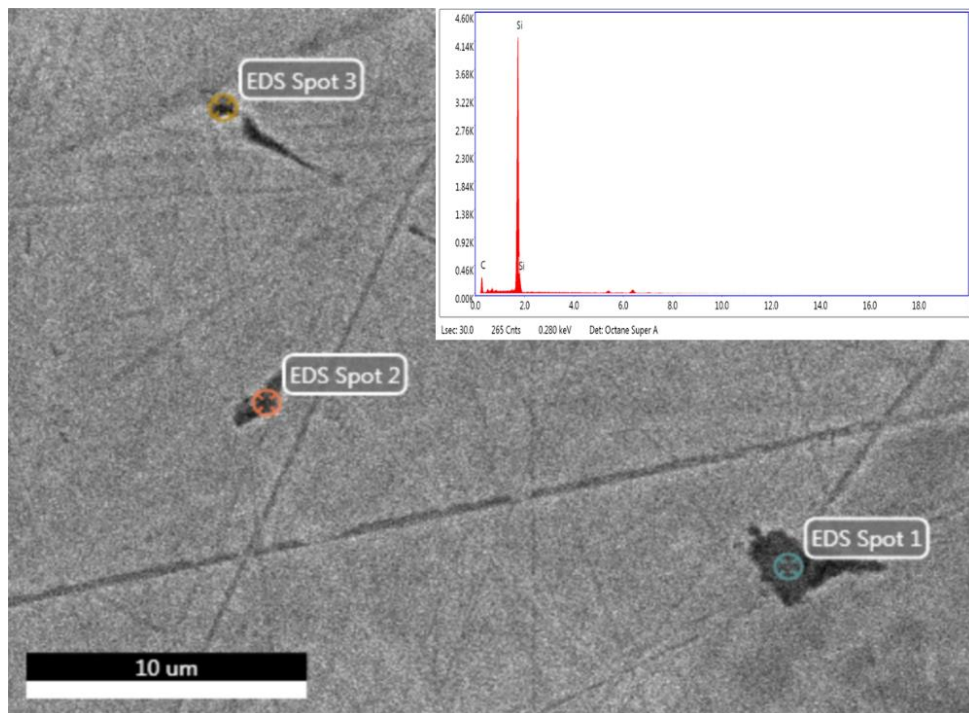 EDS Spot 3
EDS Spot 2
EDS Spot 1
10 um
4.60K
4.14K
3.68K
3.22K
2.76K
2.30K
1.84K
1.38K
0.92K
0.46K
0.00K
Si
C
Si
0.0 2.0 4.0 6.0 8.0 10.0 12.0 14.0 16.0 18.0
Lsec: 30.0 265 Cnts 0.280 keV Det: Octane Super A